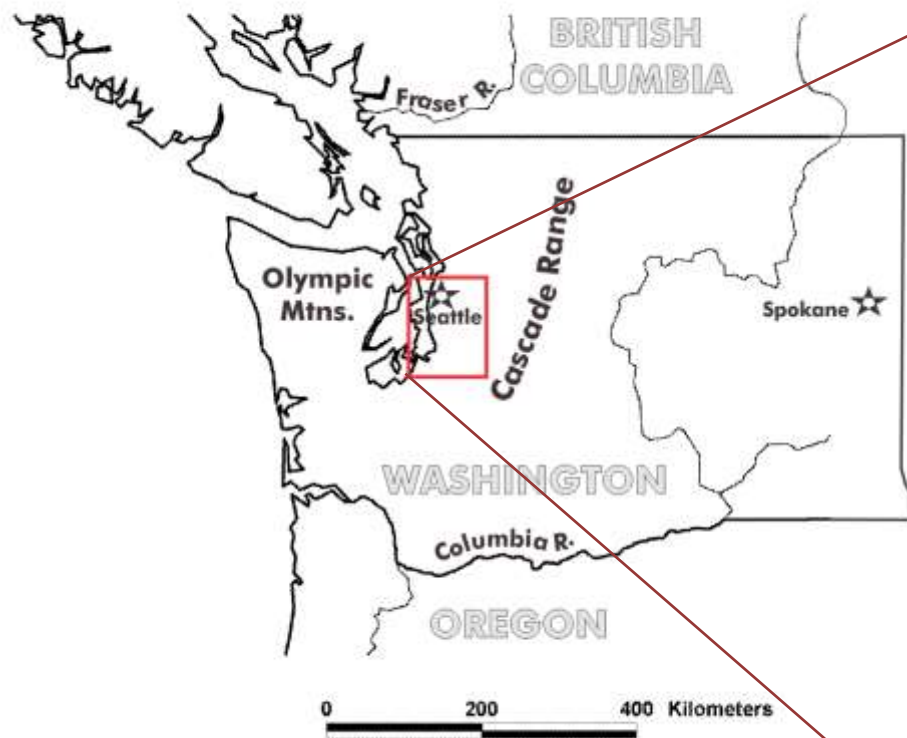 BRITISH
COLUMBIA
Fraser R.
Cascade Range
Olympic
Mtns.
Seattle
Spokane
WASHINGTON
Columbia R.
OREGON
0 200 400 Kilometers